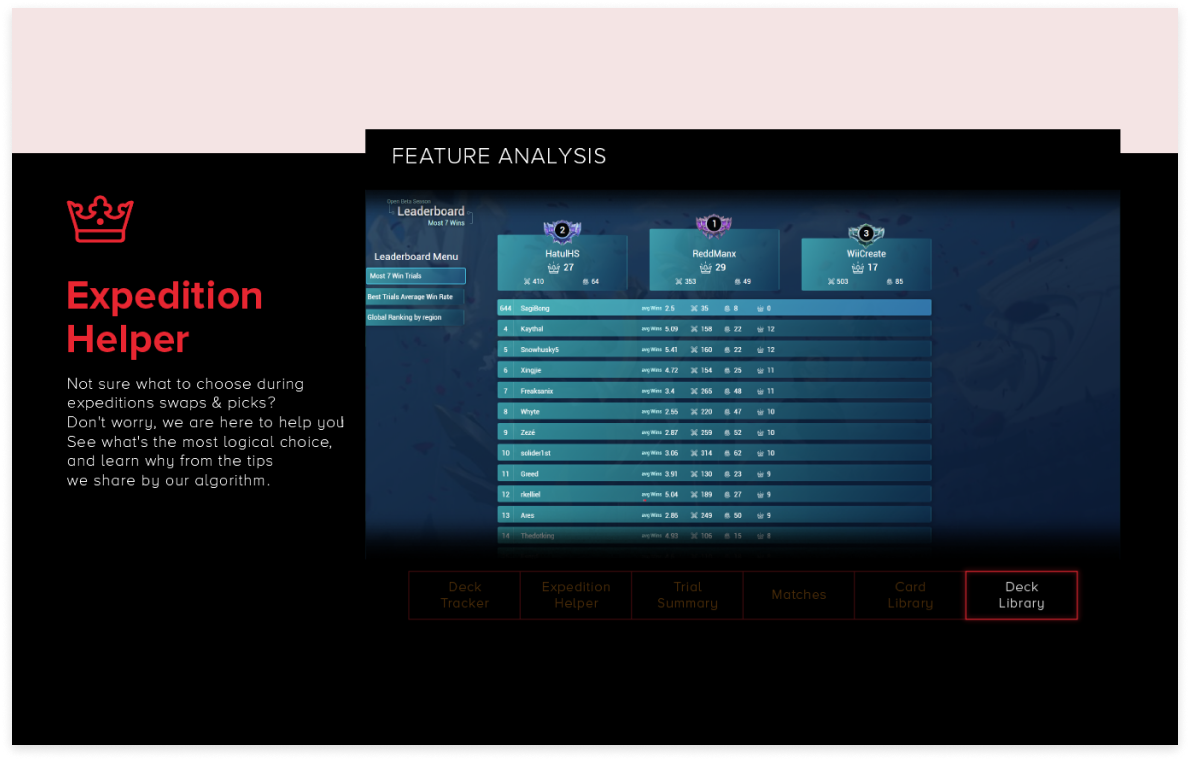 FEATURE ANALYSIS
Expedition
Helper
Not sure what to choose during
expeditions swaps & picks?
Don't worry, we are here to help you!
See what's the most logical choice,
and learn why from the tips
we share by our algorithm.
Open Beta Season
Leaderboard
Most 7 Wins
Leaderboard Menu
Most 7 Win Trials
Best Trials Average Win Rate
Global Ranking by region
2
HatulHS
27
410 64
1
ReddManx
29
353 49
3
WiiCreate
17
503 85
644 SagiBeng avg Wins 2.5 35 8 0
4 Kaythal avg Wins 5.09 158 22 12
5 Snowhusky5 avg Wins 5.41 160 22 12
6 Xingjie avg Wins 4.72 154 25 11
7 Freaksanix avg Wins 3.4 265 48 11
8 Whyte avg Wins 2.55 220 47 10
9 Zezé avg Wins 2.87 259 52 10
10 solider1st avg Wins 3.06 314 62 10
11 Greed avg Wins 3.91 130 23 9
12 rkelliel avg Wins 5.04 189 27 9
13 Ares avg Wins 2.85 249 50 9
14 avg Wins 4.93 106 15 8
Deck
Tracker
Expedition
Helper
Trial
Summary
Matches
Card
Library
Deck
Library